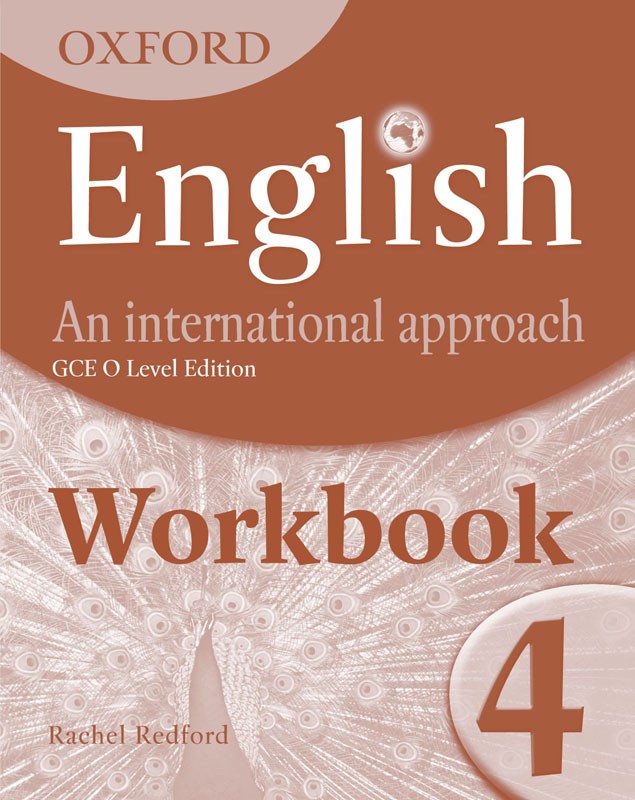 OXFORD
English
An international approach
GCE O Level Edition
Workbook
4
Rachel Redford